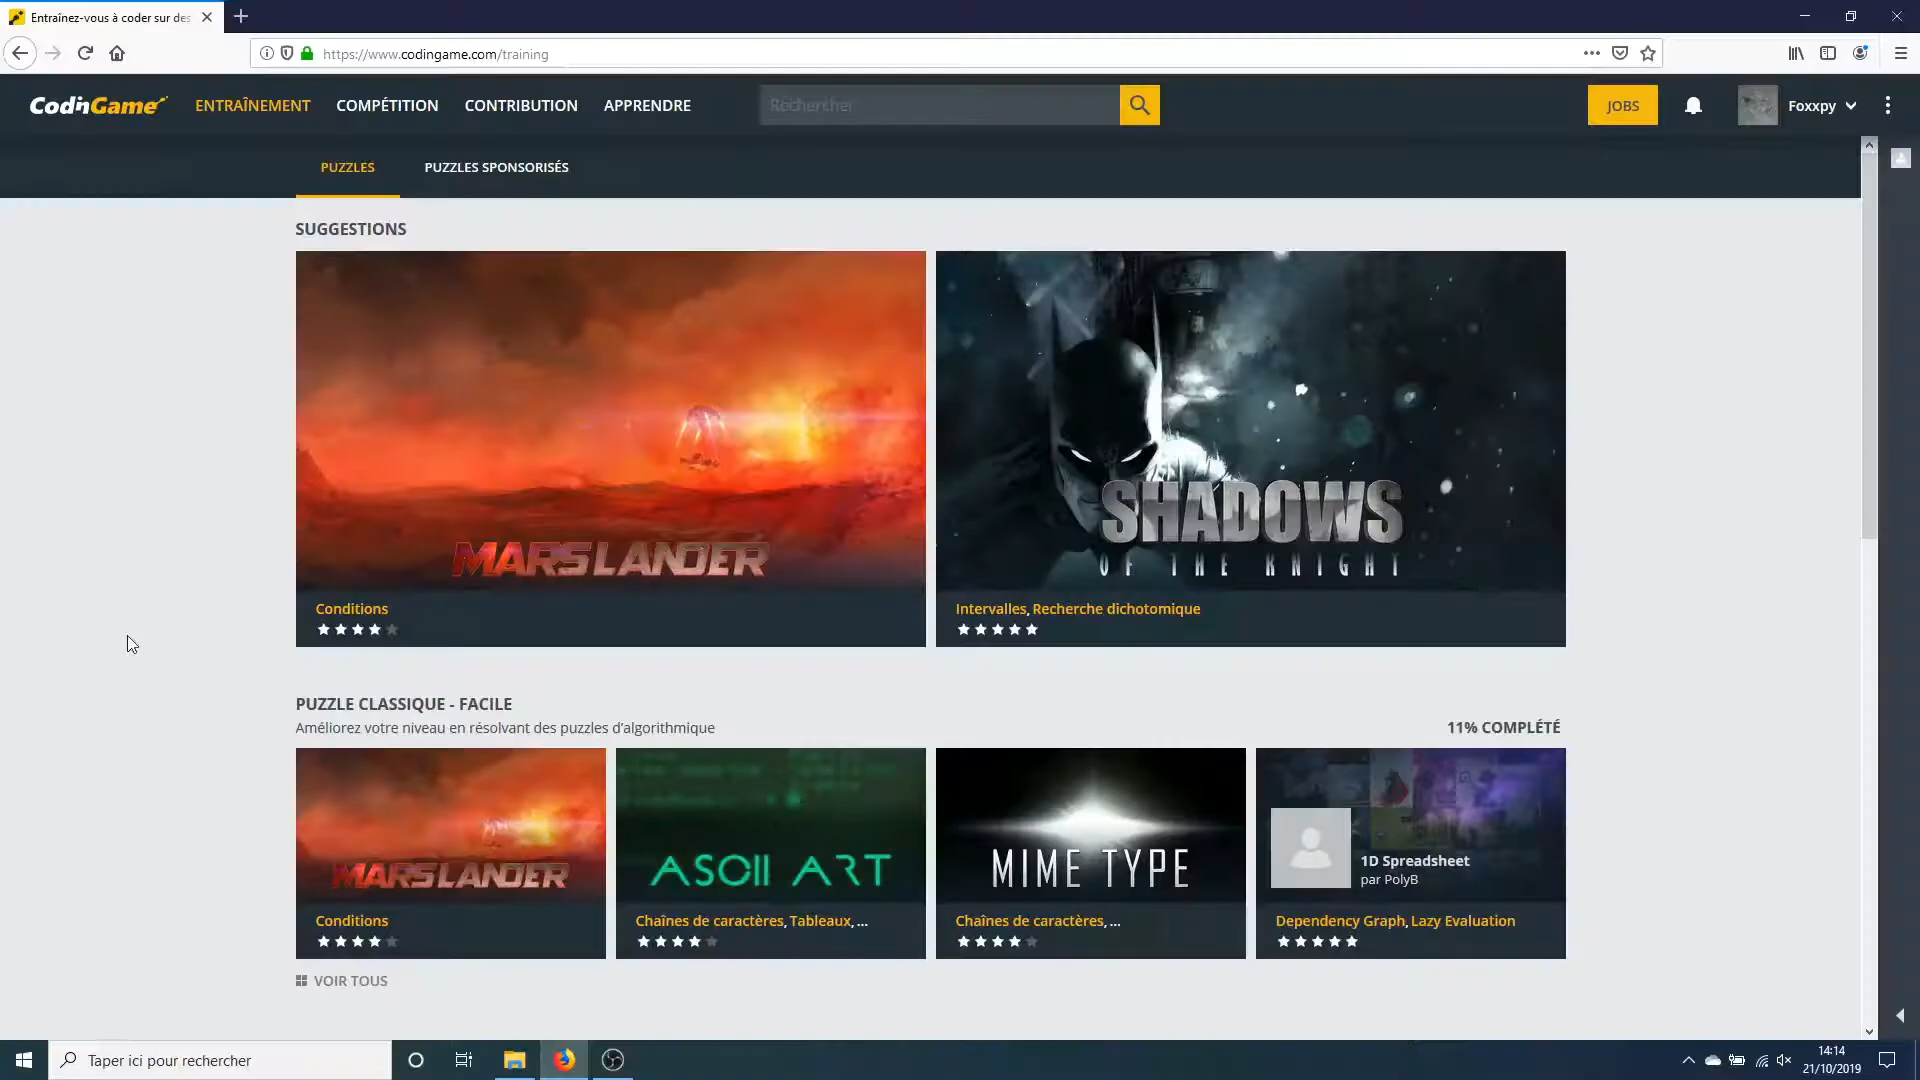 Entraînez-vous à coder sur des
https://www.codingame.com/training
CodinGame
ENTRAÎNEMENT
COMPÉTITION
CONTRIBUTION
APPRENDRE
Rechercher
JOBS
Foxxpy
PUZZLES
PUZZLES SPONSORISÉS
SUGGESTIONS
MARS LANDER
Conditions
SHADOWS
OF THE KNIGHT
Intervalles, Recherche dichotomique
PUZZLE CLASSIQUE - FACILE
Améliorez votre niveau en résolvant des puzzles d'algorithmique
11% COMPLÉTÉ
MARS LANDER
Conditions
ASCII ART
Chaînes de caractères, Tableaux, ...
MIME TYPE
Chaînes de caractères, ...
1D Spreadsheet
par PolyB
Dependency Graph, Lazy Evaluation
VOIR TOUS
Taper ici pour rechercher
14:14
21/10/2019